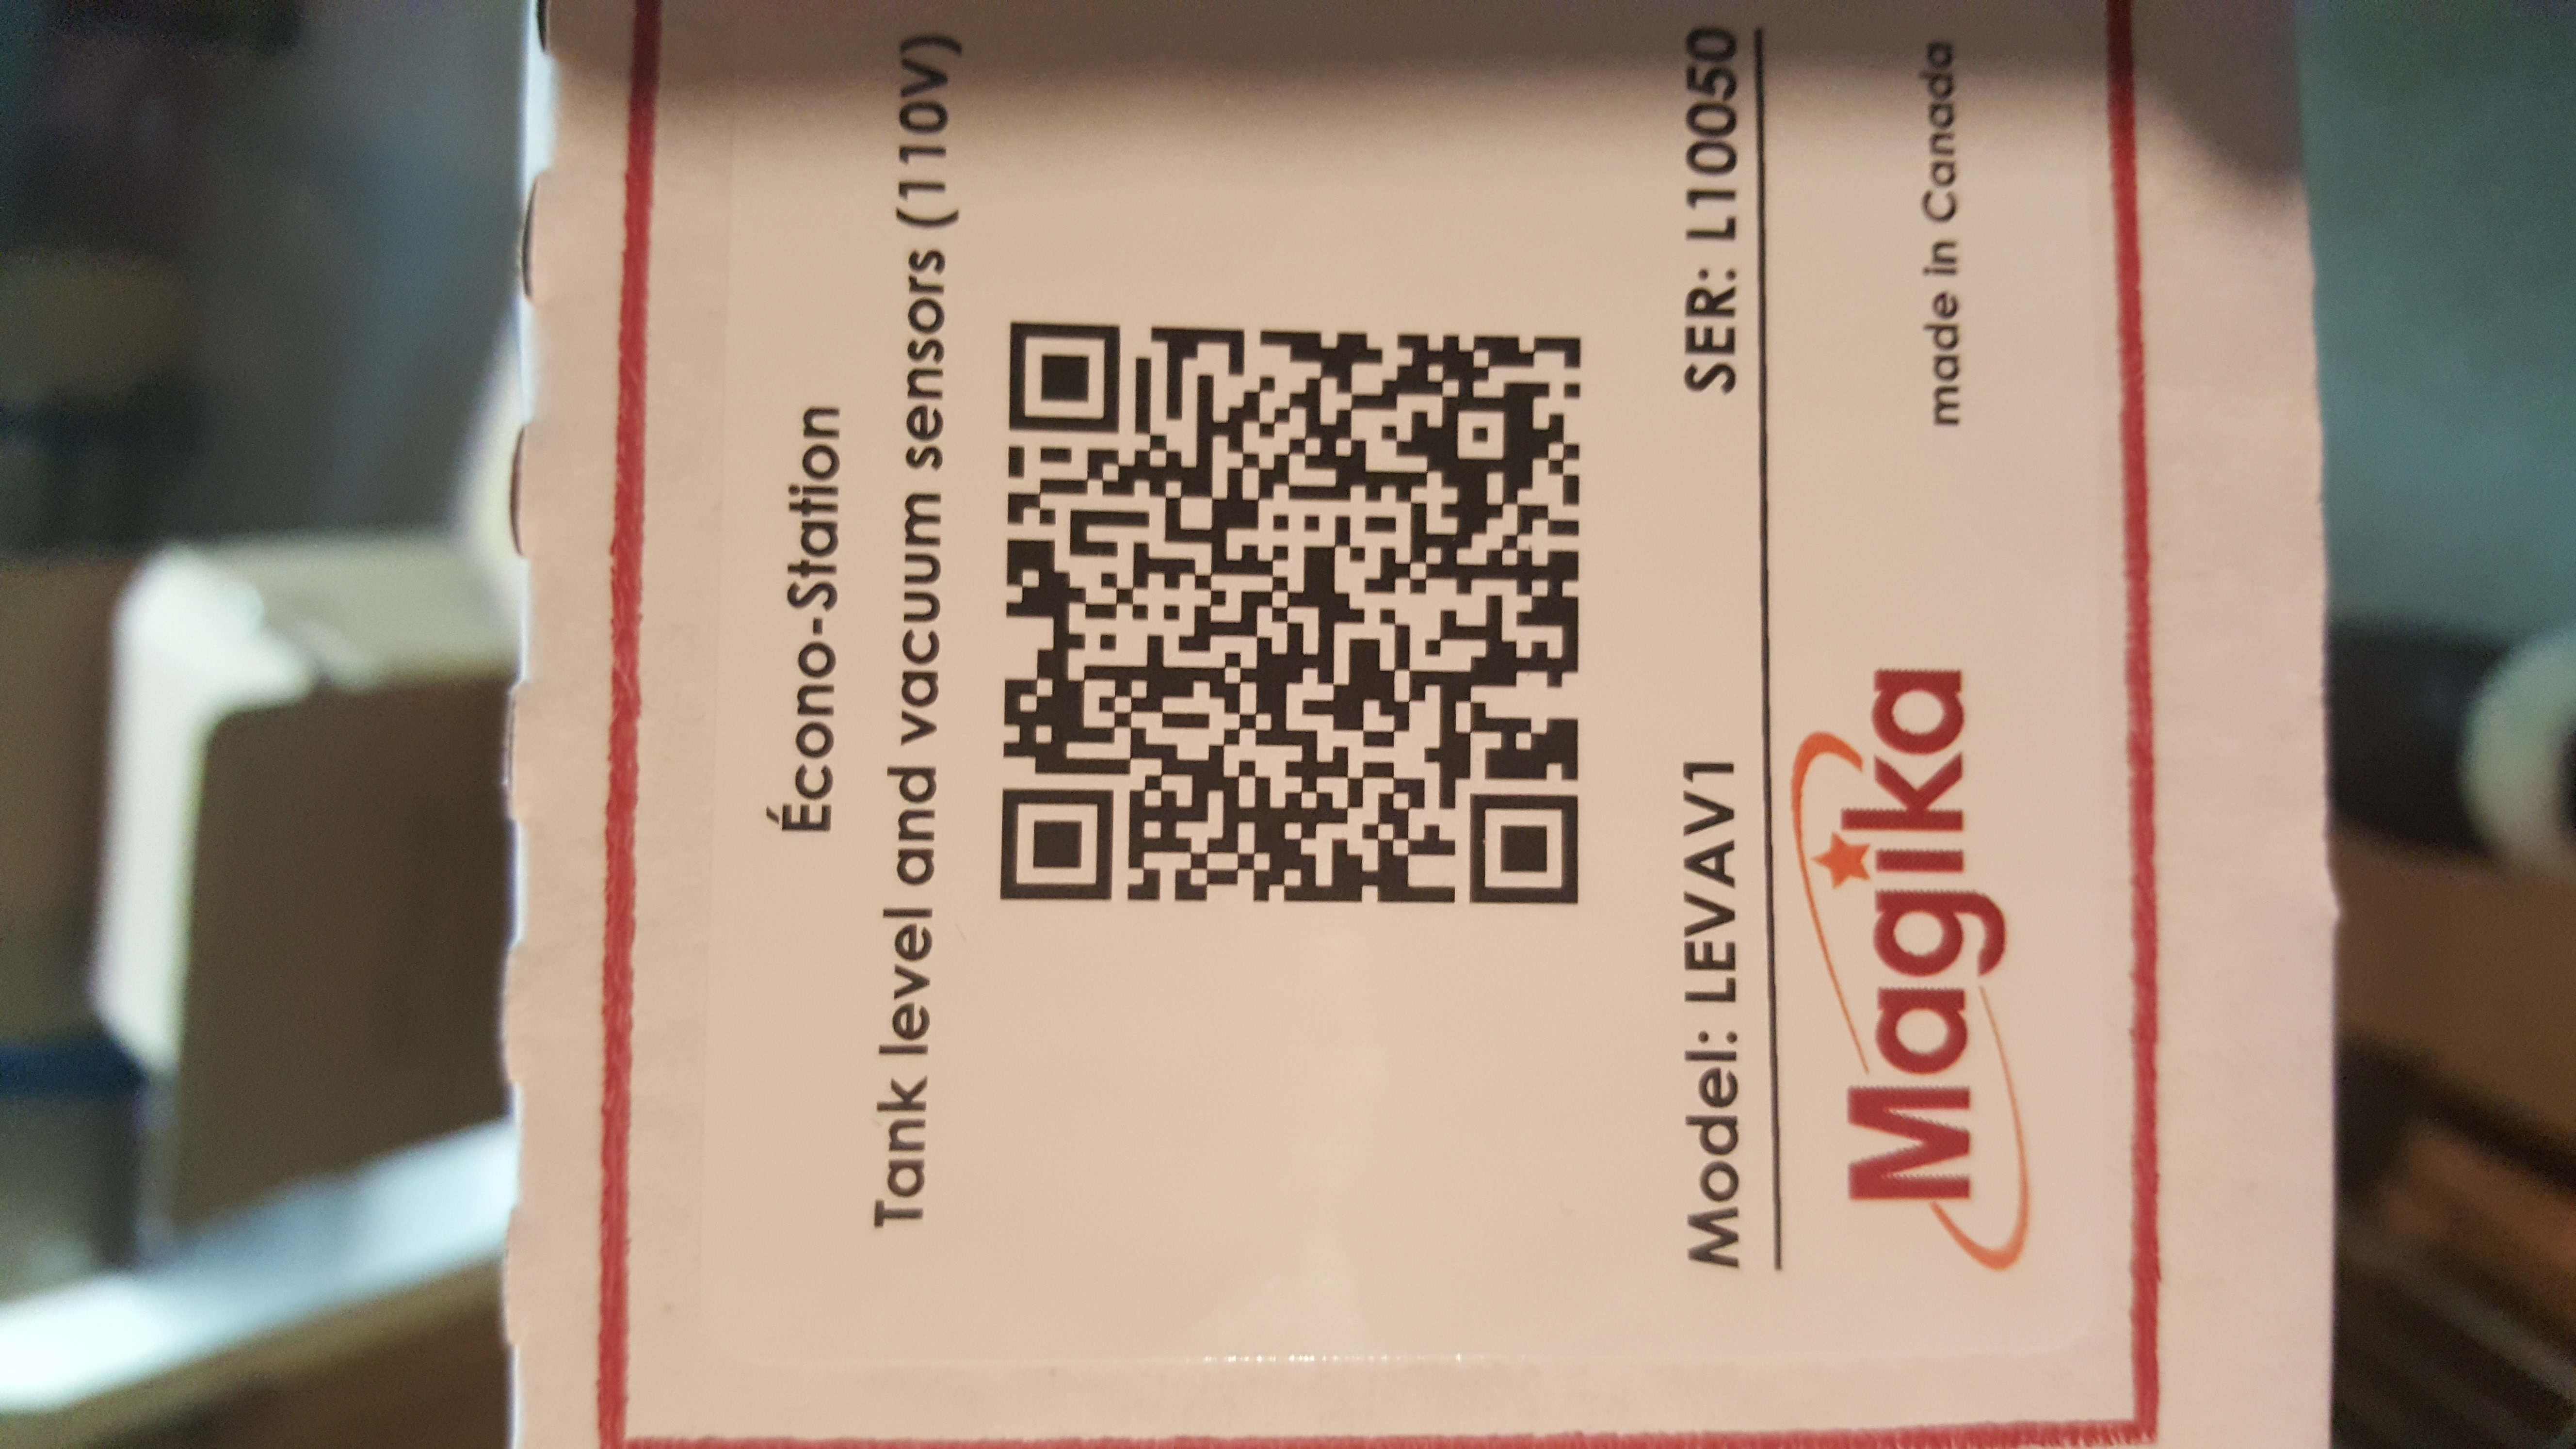 Écono-Station
Tank level and vacuum sensors (110V)
Model: LEVAV1 SER: L10050
Magika
made in Canada